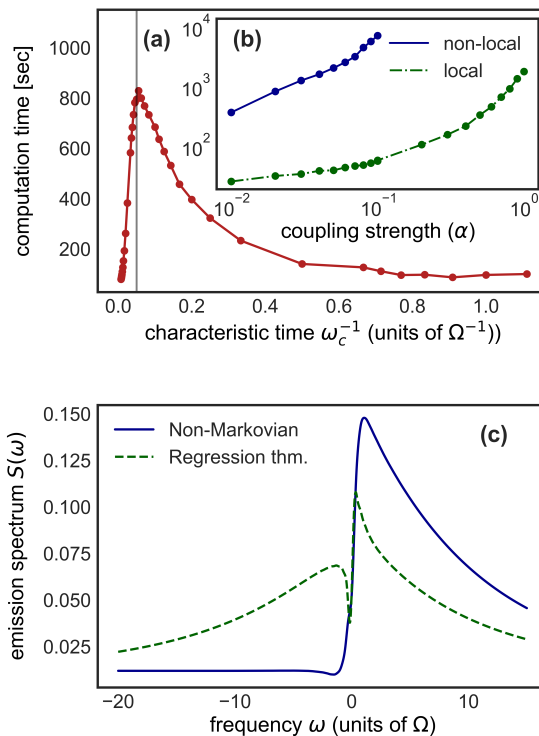 1000
800
600
400
200
computation time [sec]
(a)
(b)
10^4
10^3
10^2
non-local
local
10^−2
10^−1
10^0
coupling strength (α)
0.0 0.2 0.4 0.6 0.8 1.0
characteristic time ω_c^−1 (units of Ω^−1))
0.150
0.125
0.100
0.075
0.050
0.025
emission spectrum S(ω)
Non-Markovian
Regression thm.
(c)
−20 −10 0 10
frequency ω (units of Ω)